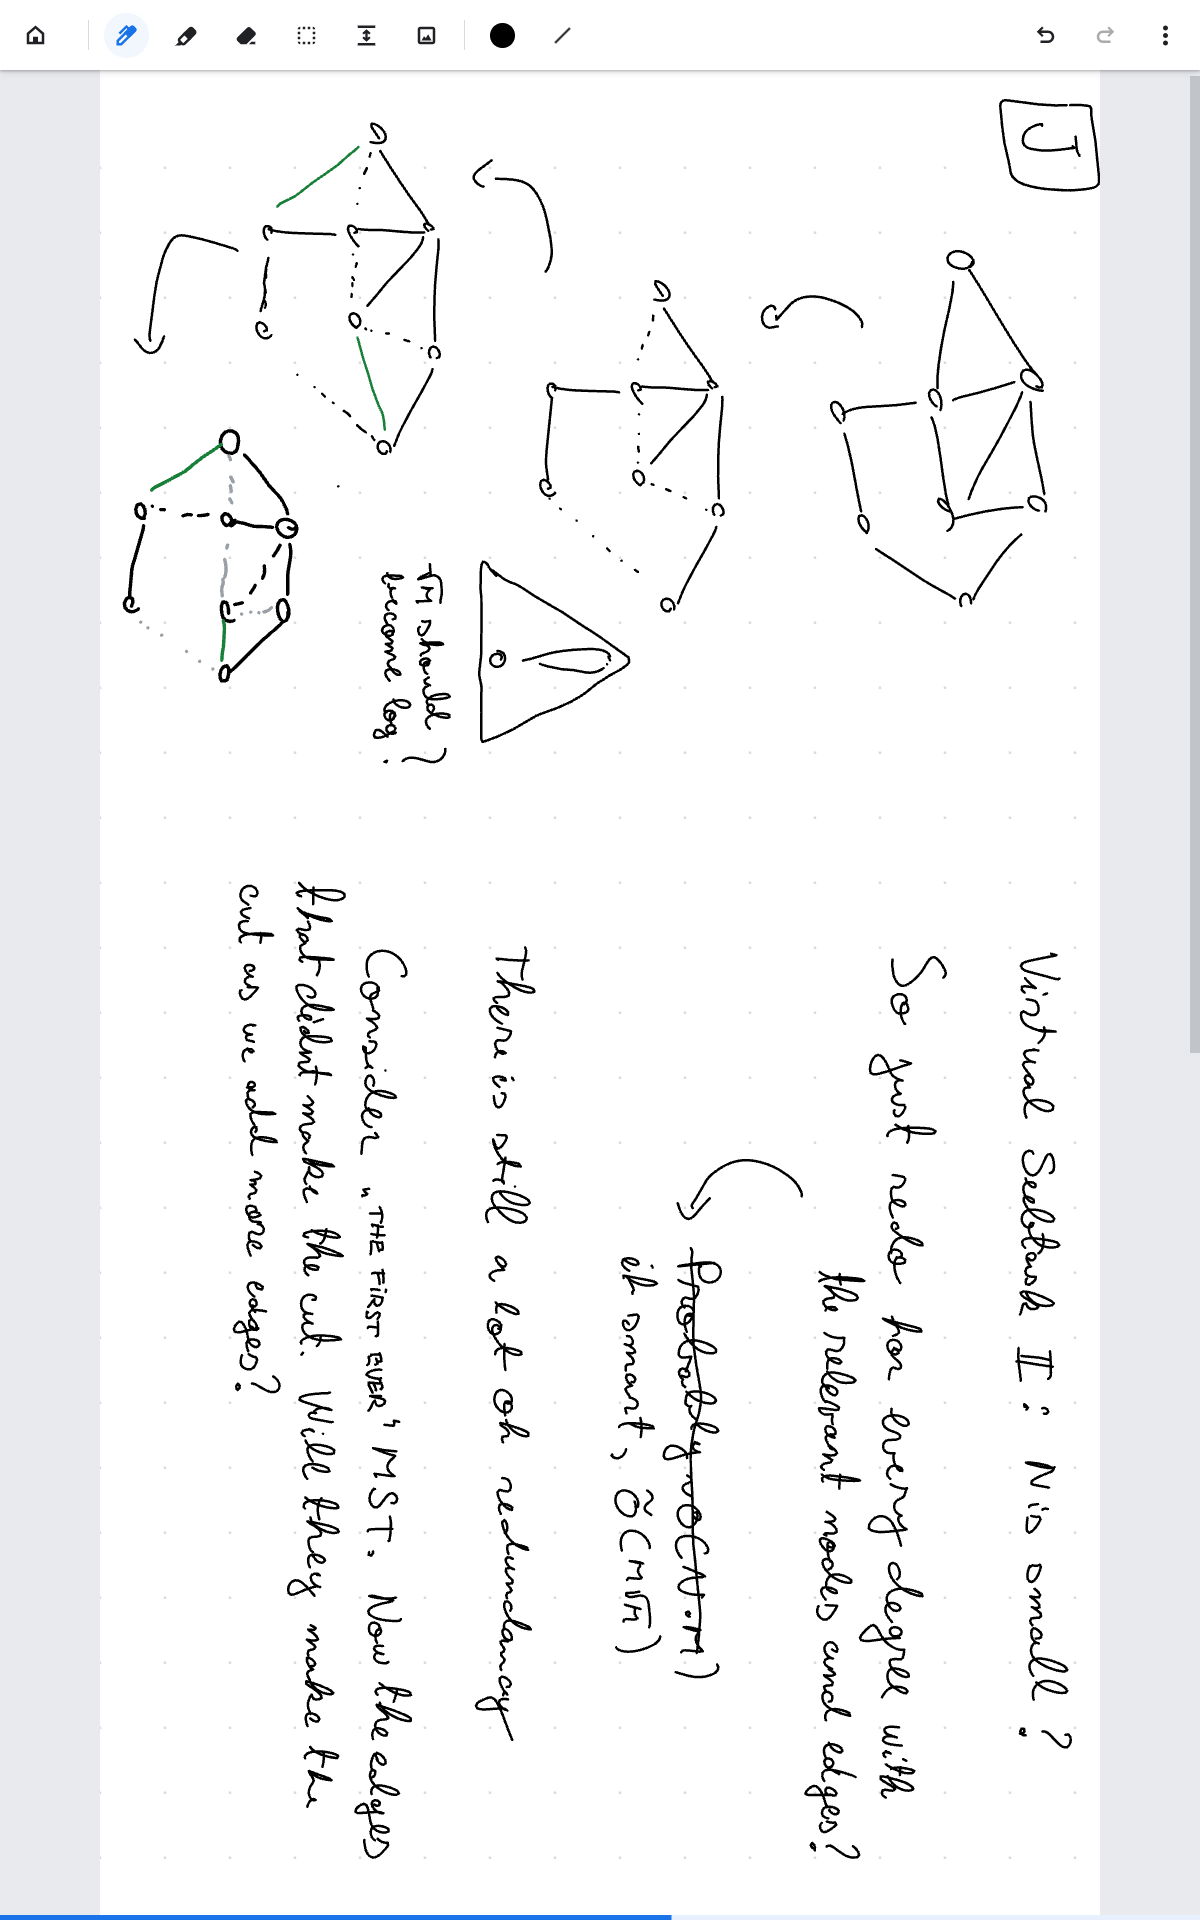 J
Virtual Subtask II: N is small?
So just redo for every degree with
the relevant nodes and edges?
Probably O(N.M)
if smart, Õ(M√M)
There is still a lot of redundancy
Consider "THE FIRST EVER" MST. Now the edges
that didnt make the cut. Will they make the
cut as we add more edges?
√M should
become log?